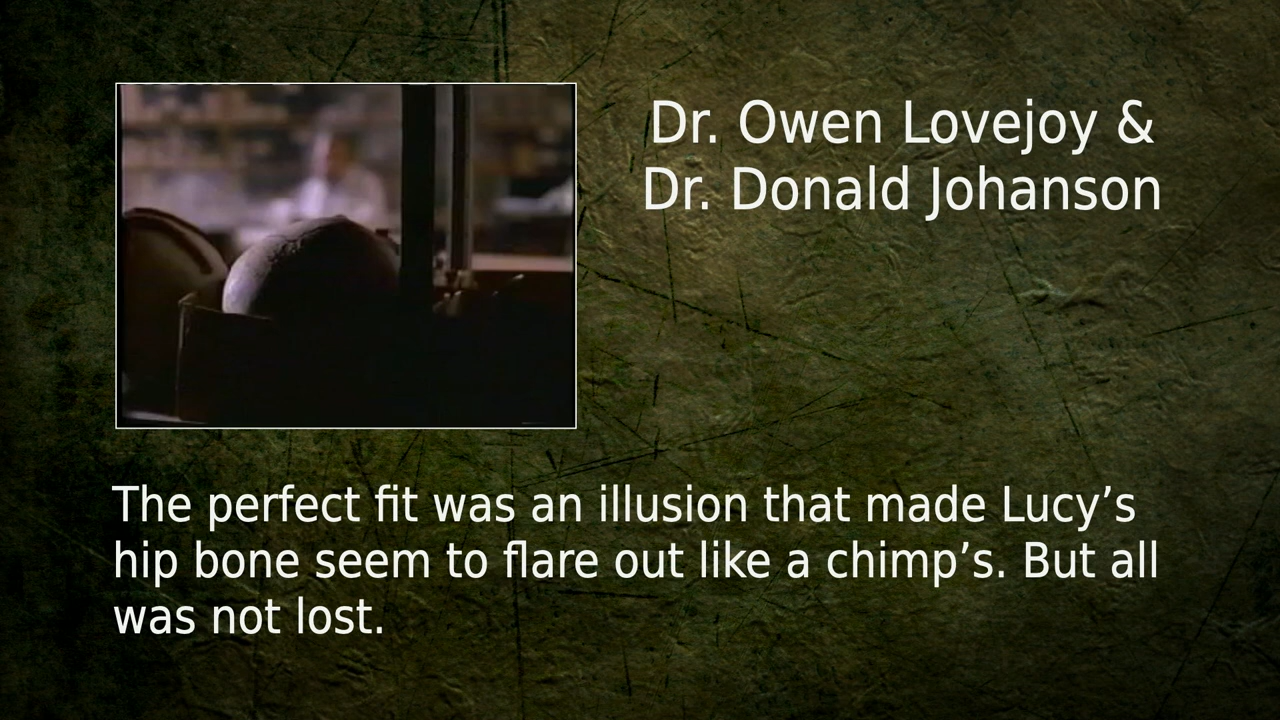 Dr. Owen Lovejoy &
Dr. Donald Johanson
The perfect fit was an illusion that made Lucy’s
hip bone seem to flare out like a chimp’s. But all
was not lost.